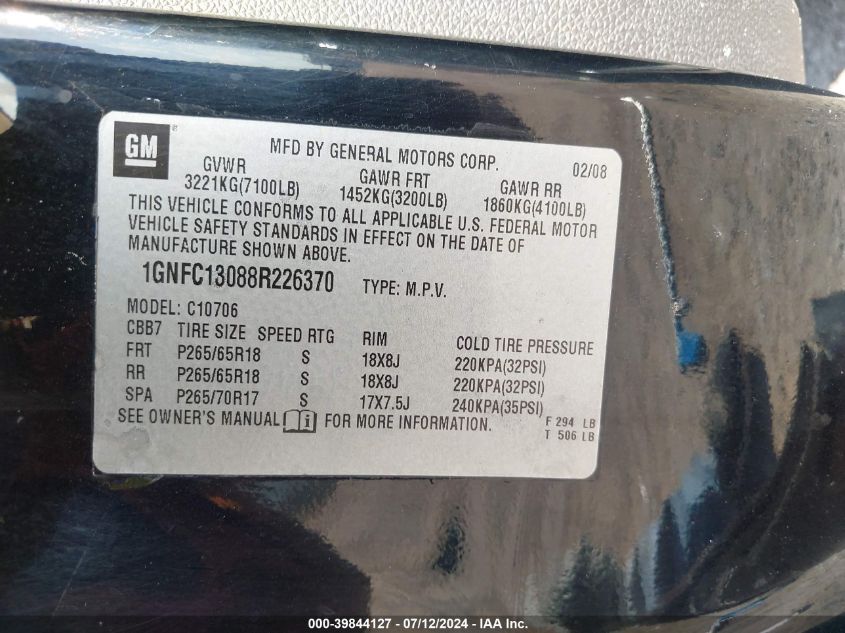 GM
MFD BY GENERAL MOTORS CORP. 02/08
GVWR GAWR FRT GAWR RR
3221KG(7100LB) 1452KG(3200LB) 1860KG(4100LB)
THIS VEHICLE CONFORMS TO ALL APPLICABLE U.S. FEDERAL MOTOR
VEHICLE SAFETY STANDARDS IN EFFECT ON THE DATE OF
MANUFACTURE SHOWN ABOVE.
1GNFC13088R226370 TYPE: M.P.V.
MODEL: C10706
CBB7 TIRE SIZE SPEED RTG RIM COLD TIRE PRESSURE
FRT P265/65R18 S 18X8J 220KPA(32PSI)
RR P265/65R18 S 18X8J 220KPA(32PSI)
SPA P265/70R17 S 17X7.5J 240KPA(35PSI)
SEE OWNER'S MANUAL FOR MORE INFORMATION.
F 294 LB
T 506 LB
000-39844127 - 07/12/2024 - IAA Inc.